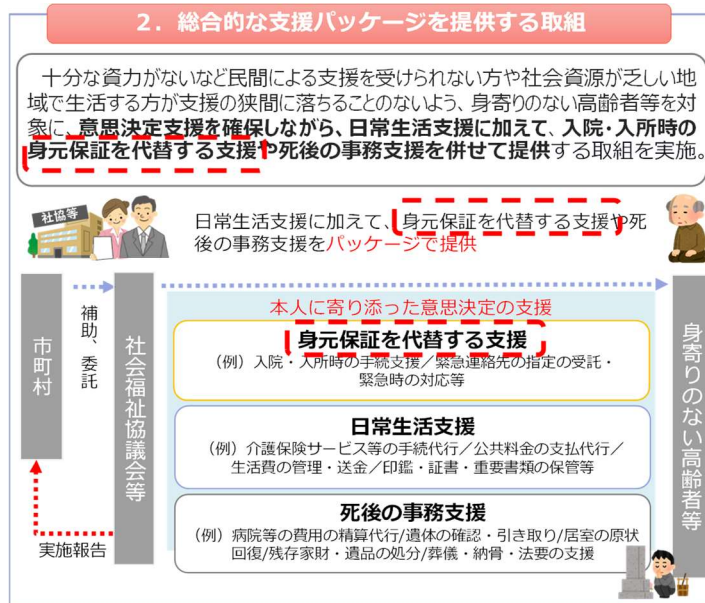 ２．総合的な支援パッケージを提供する取組
十分な資力がないなど民間による支援を受けられない方や社会資源が乏しい地
域で生活する方が支援の狭間に落ちることのないよう、身寄りのない高齢者等を対
象に、意思決定支援を確保しながら、日常生活支援に加えて、入院・入所時の
身元保証を代替する支援や死後の事務支援を併せて提供する取組を実施。
社協等
日常生活支援に加えて、身元保証を代替する支援や死
後の事務支援をパッケージで提供
市町村
補助、委託
社会福祉協議会等
本人に寄り添った意思決定の支援
身元保証を代替する支援
（例）入院・入所時の手続支援／緊急連絡先の指定の受託・
緊急時の対応等
日常生活支援
（例）介護保険サービス等の手続代行／公共料金の支払代行／
生活費の管理・送金／印鑑・証書・重要書類の保管等
死後の事務支援
（例）病院等の費用の精算代行/遺体の確認・引き取り/居室の原状
回復/残存家財・遺品の処分/葬儀・納骨・法要の支援
身寄りのない高齢者等
実施報告